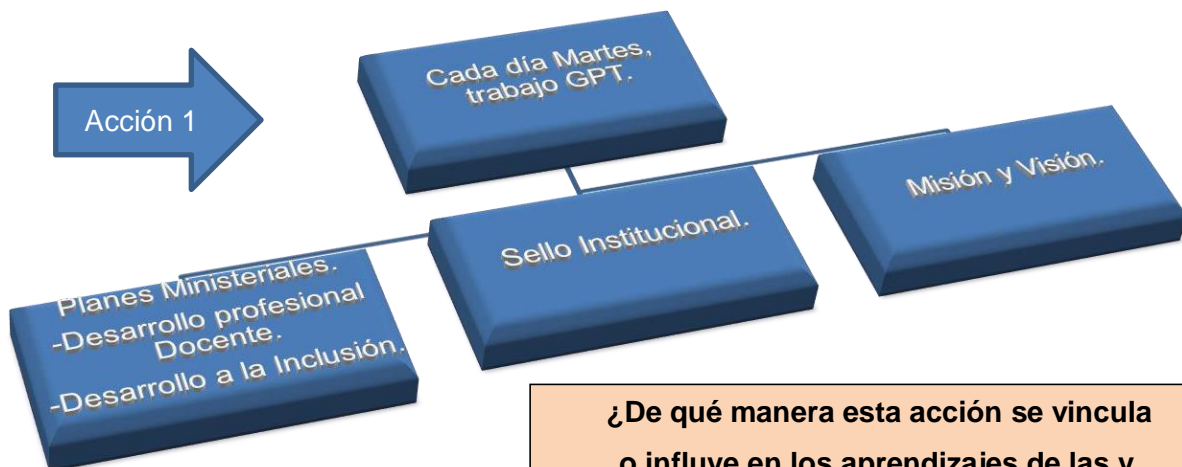 Acción 1
Cada día Martes,
trabajo GPT.
Misión y Visión.
Sello Institucional.
Planes Ministeriales.
-Desarrollo profesional
Docente.
-Desarrollo a la Inclusión.
¿De qué manera esta acción se vincula
o influye en los aprendizajes de las y